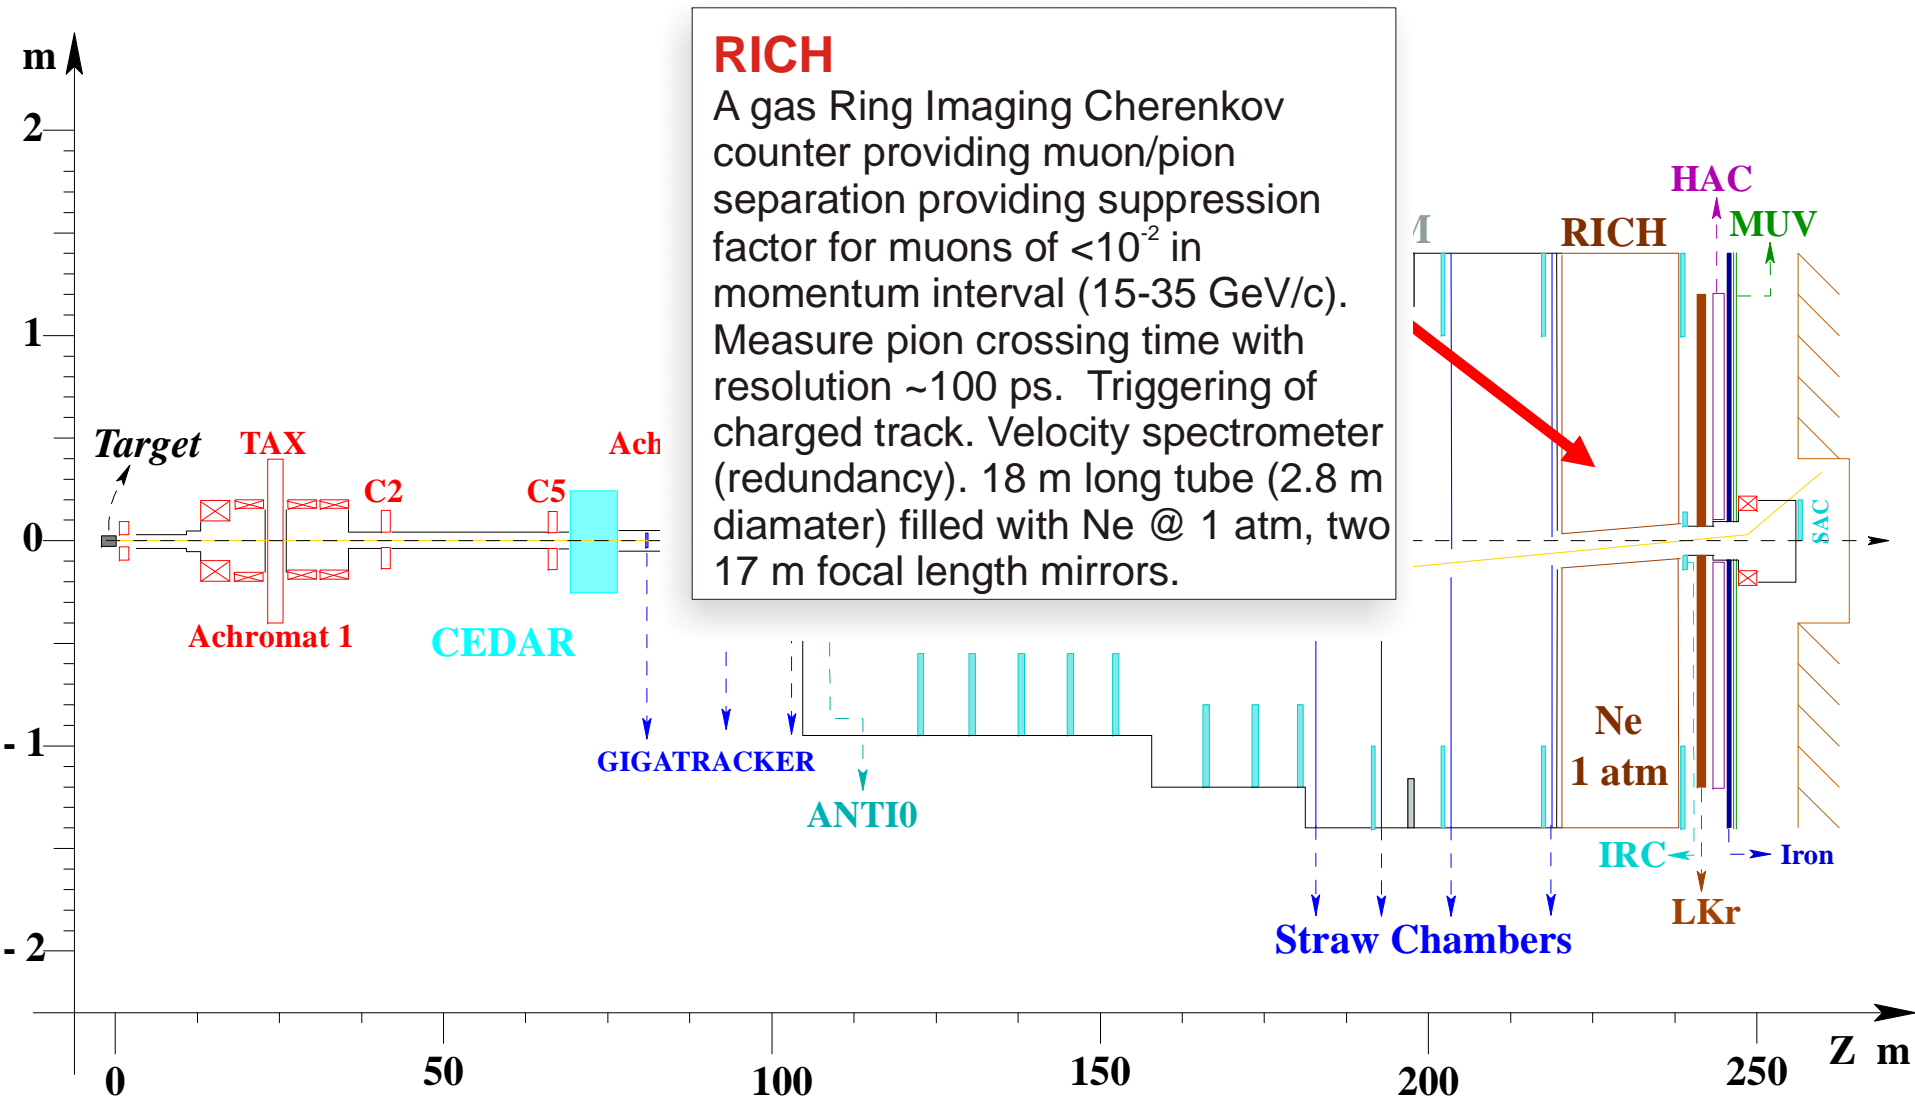 m
RICH
A gas Ring Imaging Cherenkov
counter providing muon/pion
separation providing suppression
factor for muons of <10^-2 in
momentum interval (15-35 GeV/c).
Measure pion crossing time with
resolution ~100 ps.  Triggering of
charged track. Velocity spectrometer
(redundancy). 18 m long tube (2.8 m
diamater) filled with Ne @ 1 atm, two
17 m focal length mirrors.
2
1
0
- 1
- 2
HAC
MUV
RICH
Target
TAX
C2
C5
Ach
SAC
Achromat 1
CEDAR
GIGATRACKER
ANTI0
Ne
1 atm
IRC
Iron
LKr
Straw Chambers
Z m
0
50
100
150
200
250